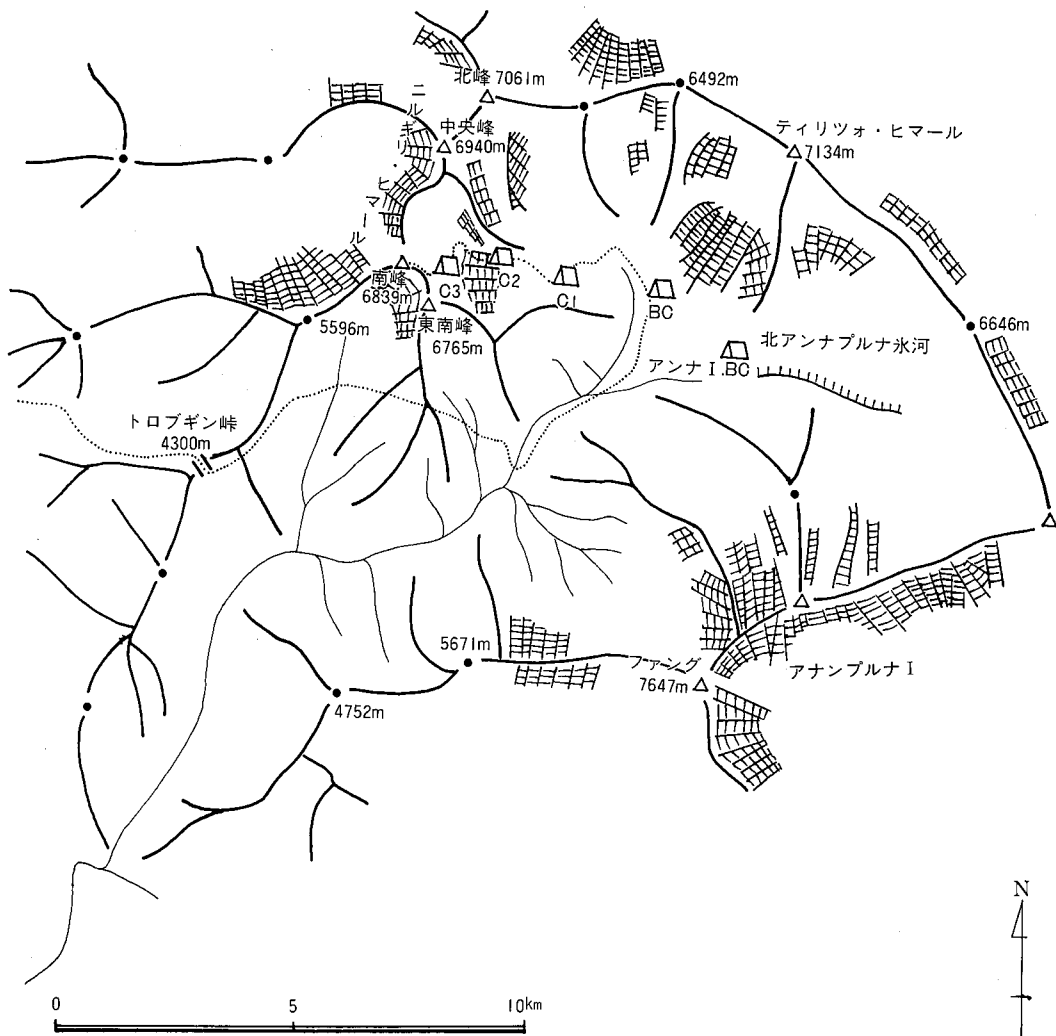 北峰 7061m
6492m
ニルギリ・ヒマール
中央峰
6940m
ティリツォ・ヒマール
7134m
南峰
6839m
C3
C2
C1
BC
5596m
東南峰
6765m
6646m
北アンナプルナ氷河
アンナⅠ.BC
トロブギン峠
4300m
5671m
ファング
7647m
アナンプルナⅠ
4752m
N
0 5 10km